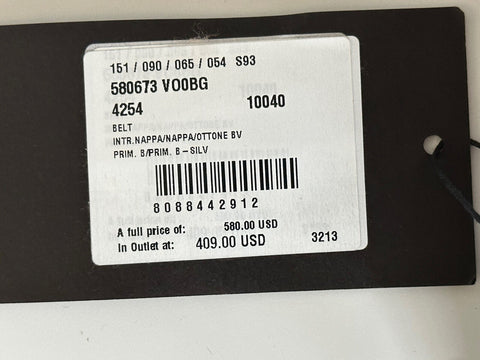 151 / 090 / 065 / 054 S93
580673 VO0BG
4254 10040
BELT
INTR.NAPPA/NAPPA/OTTONE BV
PRIM. B/PRIM. B-SILV
8088442912
A full price of: 580.00 USD
In Outlet at: 409.00 USD 3213